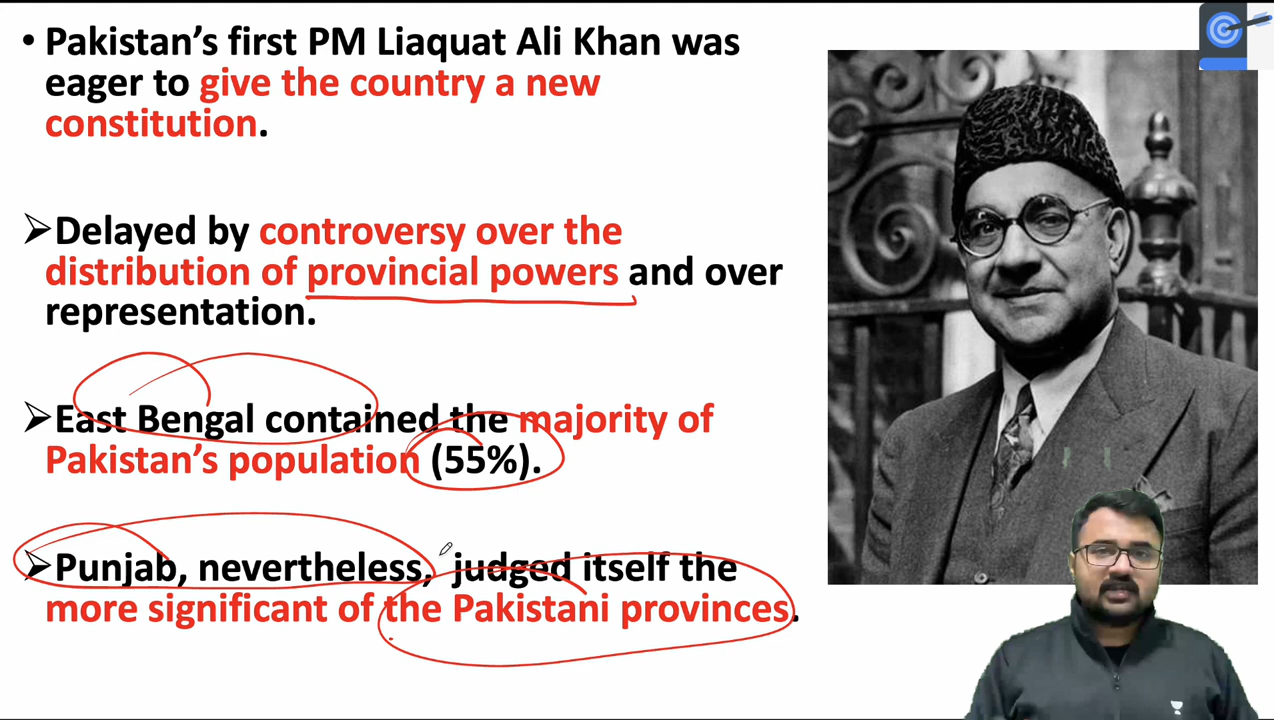 • Pakistan’s first PM Liaquat Ali Khan was
eager to give the country a new
constitution.
➢Delayed by controversy over the
distribution of provincial powers and over
representation.
➢East Bengal contained the majority of
Pakistan’s population (55%).
➢Punjab, nevertheless, judged itself the
more significant of the Pakistani provinces.